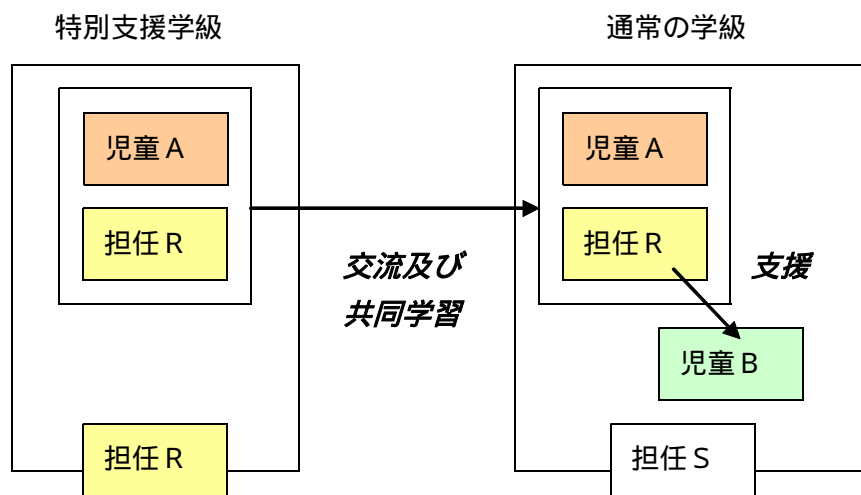 特別支援学級
通常の学級
児童A
担任R
交流及び
共同学習
児童A
担任R
支援
児童B
担任R
担任S